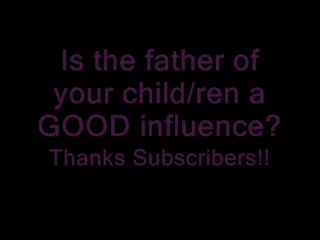 Is the father of
your child/ren a
GOOD influence?
Thanks Subscribers!!